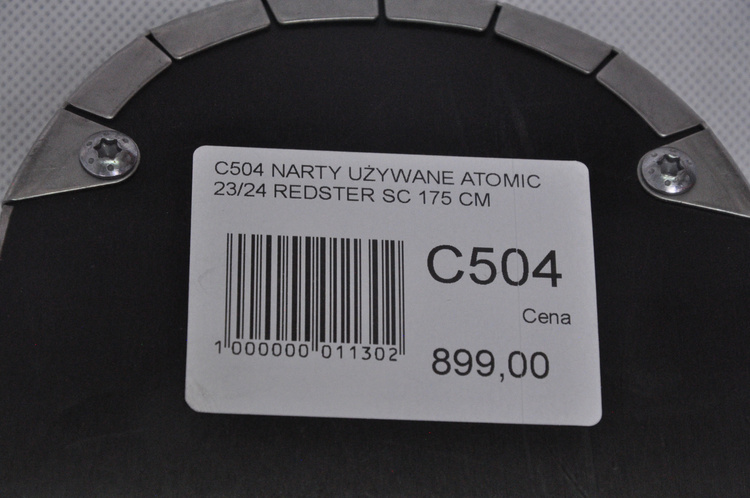 C504 NARTY UŻYWANE ATOMIC
23/24 REDSTER SC 175 CM
C504
Cena
1 000000 011302
899,00